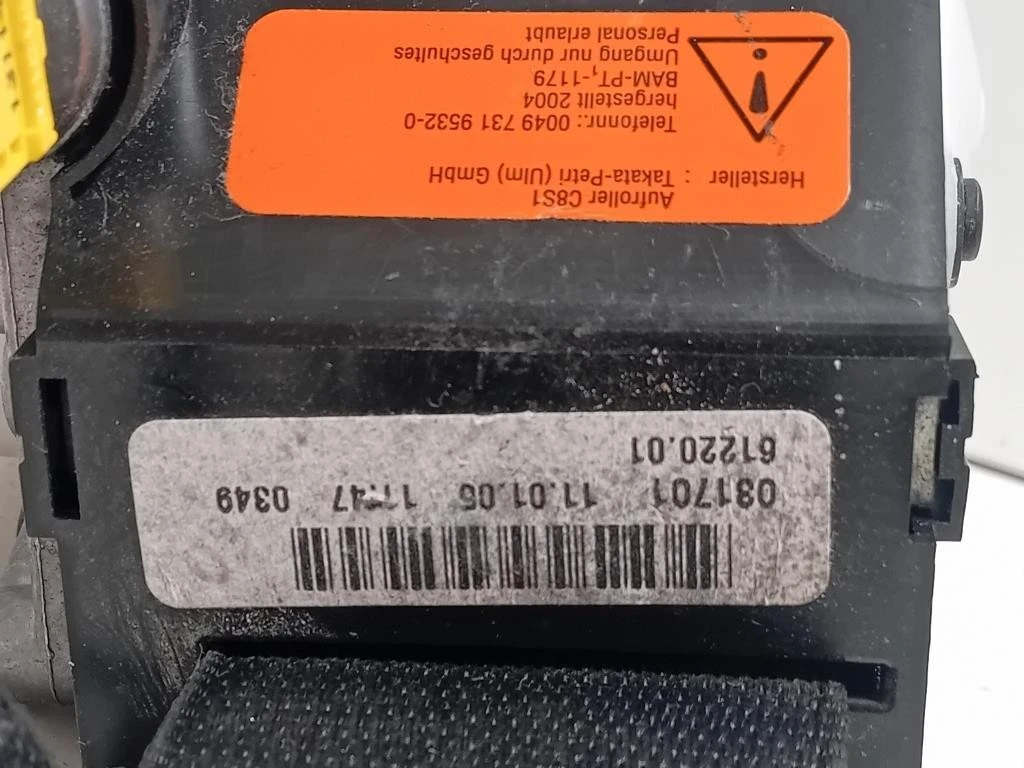 081701 11.01.05 0349
61220.01
Aufroller C8S1
Hersteller : Takata-Petri (Ulm) GmbH
Telefonnr.: 0049 731 9532-0
hergestellt 2004
BAM-PT₁-1179
Umgang nur durch geschultes
Personal erlaubt